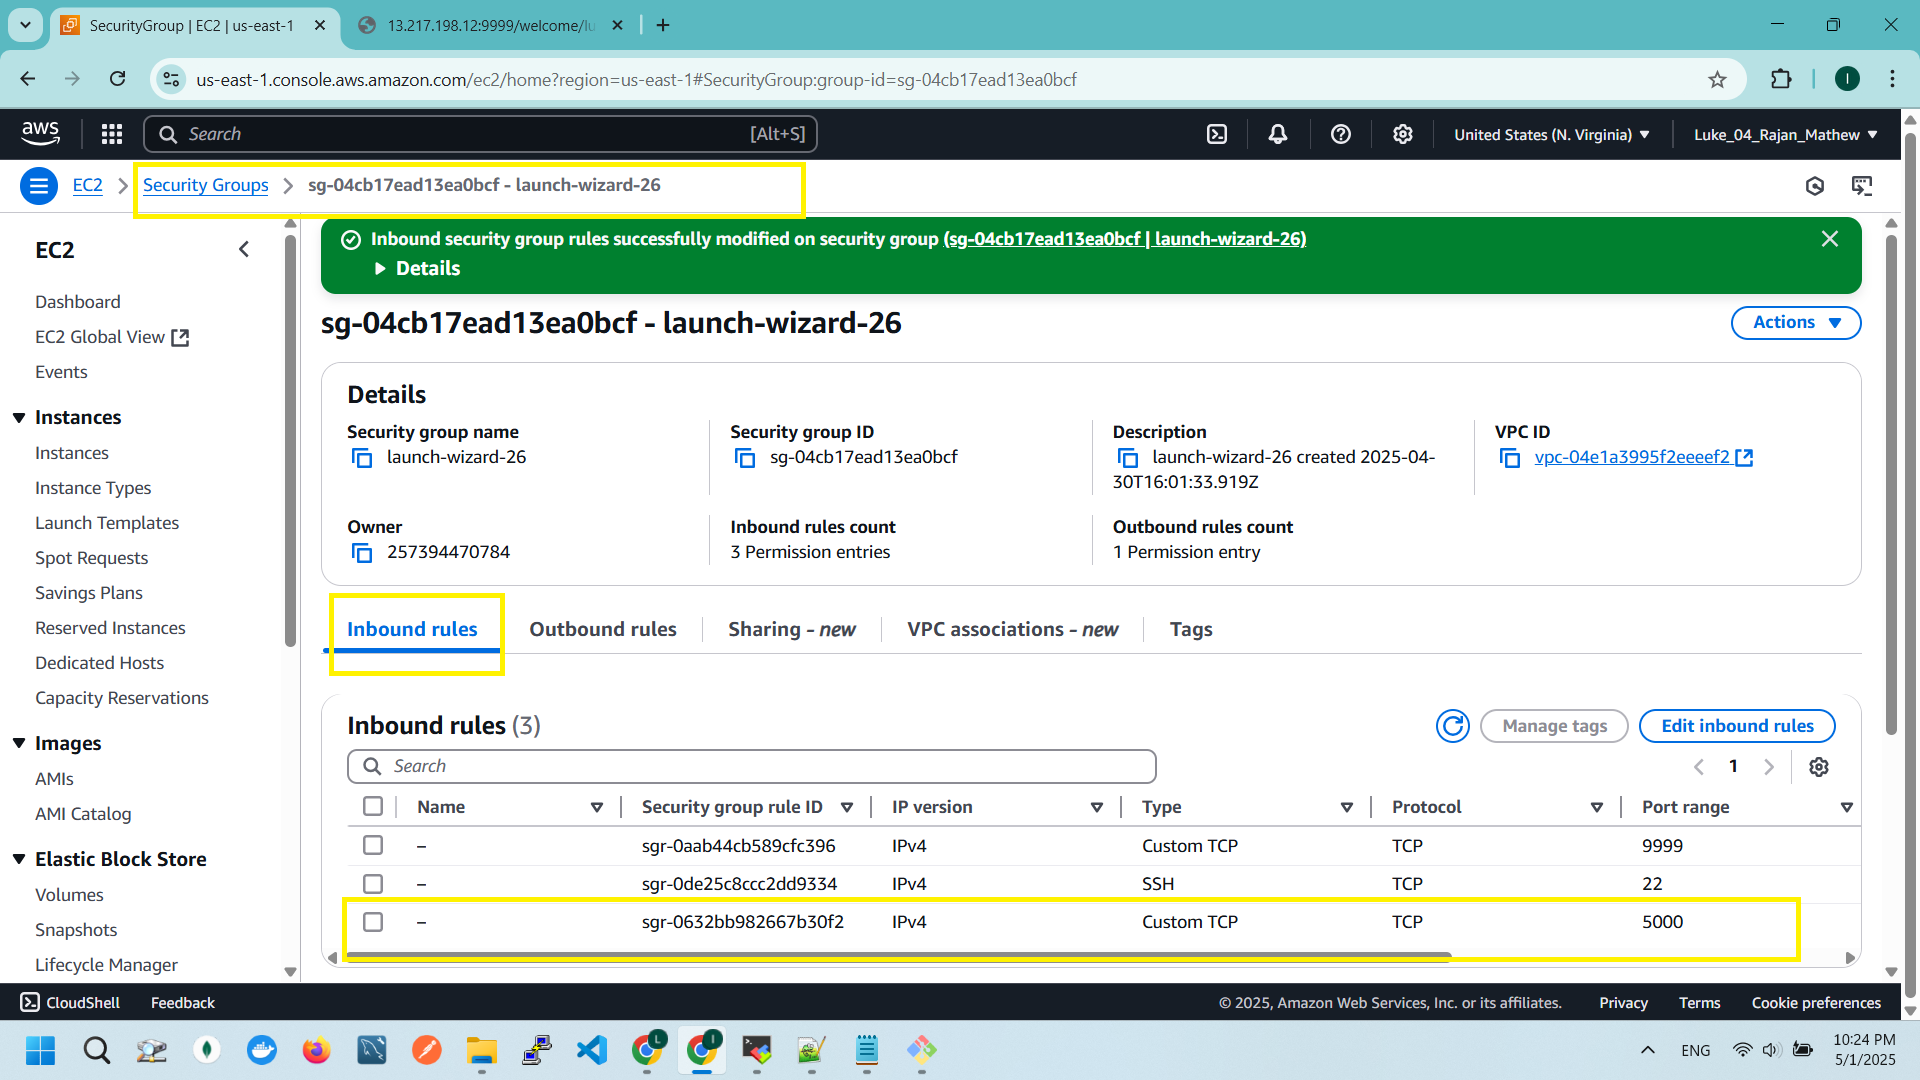 SecurityGroup | EC2 | us-east-1
13.217.198.12:9999/welcome/lu
us-east-1.console.aws.amazon.com/ec2/home?region=us-east-1#SecurityGroup:group-id=sg-04cb17ead13ea0bcf
I
aws
Search
[Alt+S]
United States (N. Virginia)
Luke_04_Rajan_Mathew
EC2
Security Groups
sg-04cb17ead13ea0bcf - launch-wizard-26
EC2
Dashboard
EC2 Global View
Events
Instances
Instances
Instance Types
Launch Templates
Spot Requests
Savings Plans
Reserved Instances
Dedicated Hosts
Capacity Reservations
Images
AMIs
AMI Catalog
Elastic Block Store
Volumes
Snapshots
Lifecycle Manager
Inbound security group rules successfully modified on security group (sg-04cb17ead13ea0bcf | launch-wizard-26)
Details
sg-04cb17ead13ea0bcf - launch-wizard-26
Actions
Details
Security group name
launch-wizard-26
Security group ID
sg-04cb17ead13ea0bcf
Description
launch-wizard-26 created 2025-04-
30T16:01:33.919Z
VPC ID
vpc-04e1a3995f2eeeef2
Owner
257394470784
Inbound rules count
3 Permission entries
Outbound rules count
1 Permission entry
Inbound rules
Outbound rules
Sharing - new
VPC associations - new
Tags
Inbound rules (3)
Manage tags
Edit inbound rules
Search
1
Name Security group rule ID IP version Type Protocol Port range
– sgr-0aab44cb589cfc396 IPv4 Custom TCP TCP 9999
– sgr-0de25c8ccc2dd9334 IPv4 SSH TCP 22
– sgr-0632bb982667b30f2 IPv4 Custom TCP TCP 5000
CloudShell
Feedback
© 2025, Amazon Web Services, Inc. or its affiliates.
Privacy
Terms
Cookie preferences
L
I
ENG
10:24 PM
5/1/2025